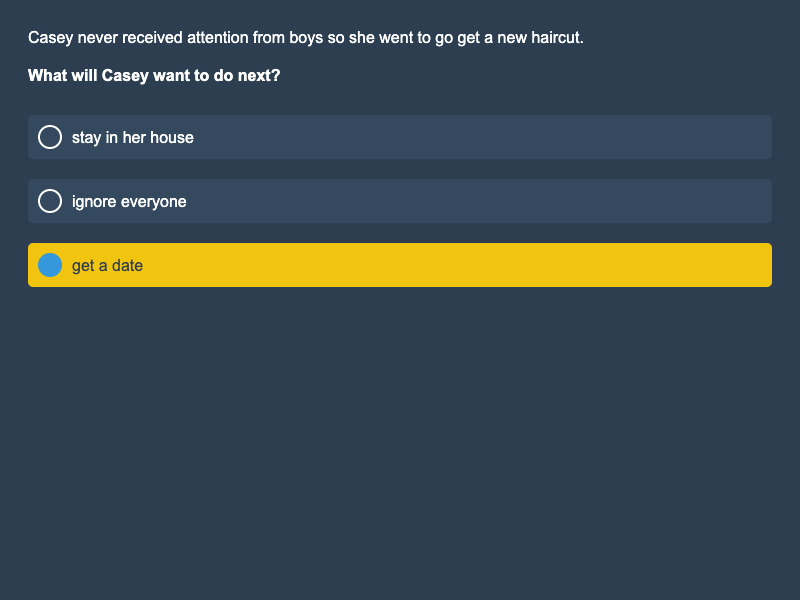 Casey never received attention from boys so she went to go get a new haircut.
What will Casey want to do next?
stay in her house
ignore everyone
get a date